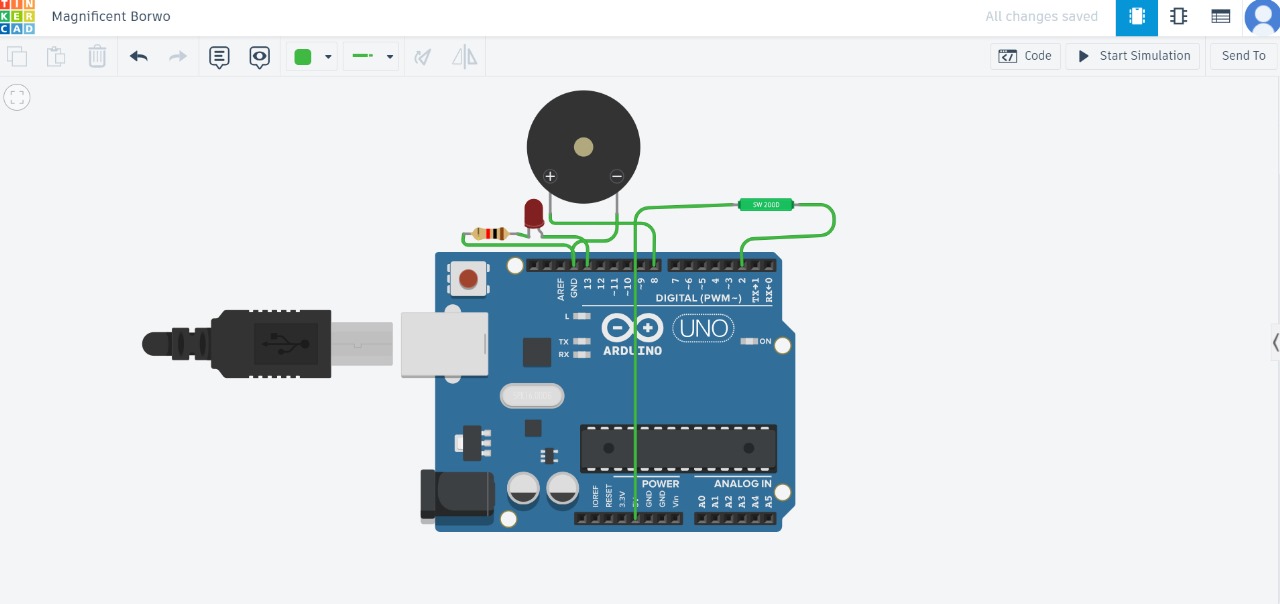 TIN
KER
CAD
Magnificent Borwo
All changes saved
Code
Start Simulation
Send To
+
−
SW 200D
AREF
GND
13
12
~11
~10
~9
8
7
~6
~5
4
~3
2
TX→1
RX←0
DIGITAL (PWM~)
L
TX
RX
ARDUINO
UNO
ON
POWER
ANALOG IN
IOREF
RESET
3.3V
GND
GND
Vin
A0
A1
A2
A3
A4
A5